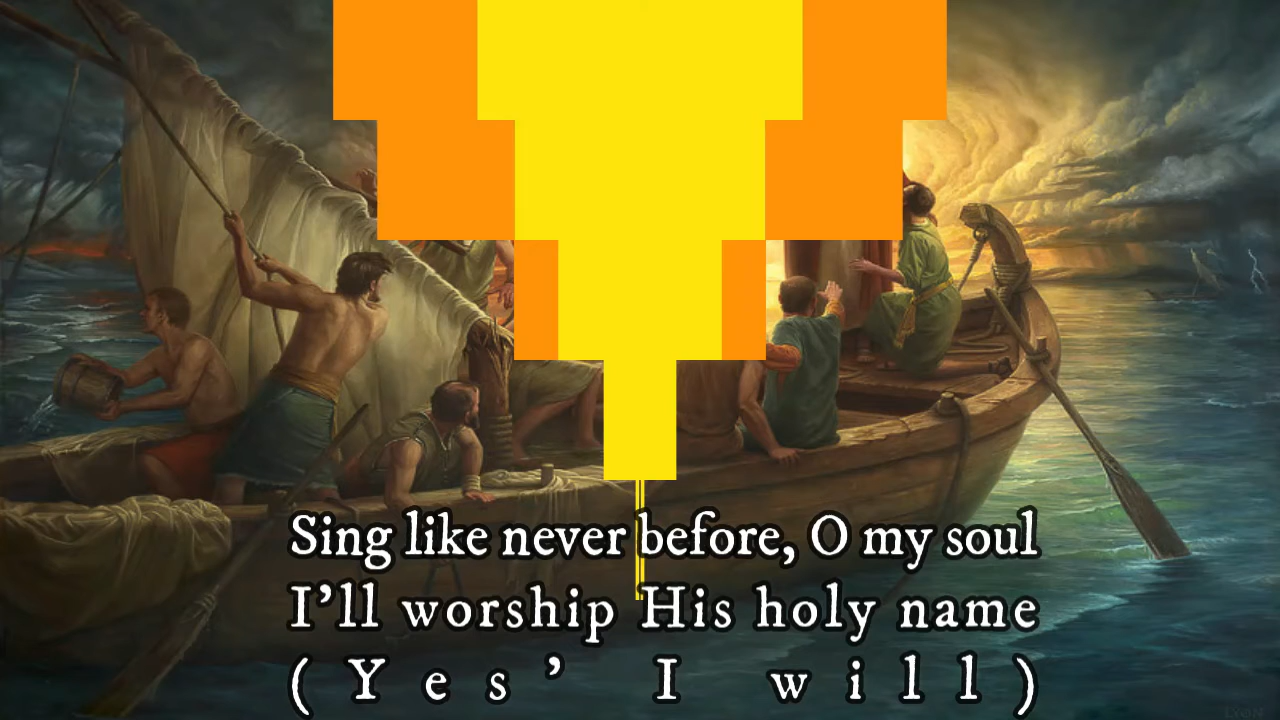 Sing like never before, O my soul
I'll worship His holy name
(Yes' I will)